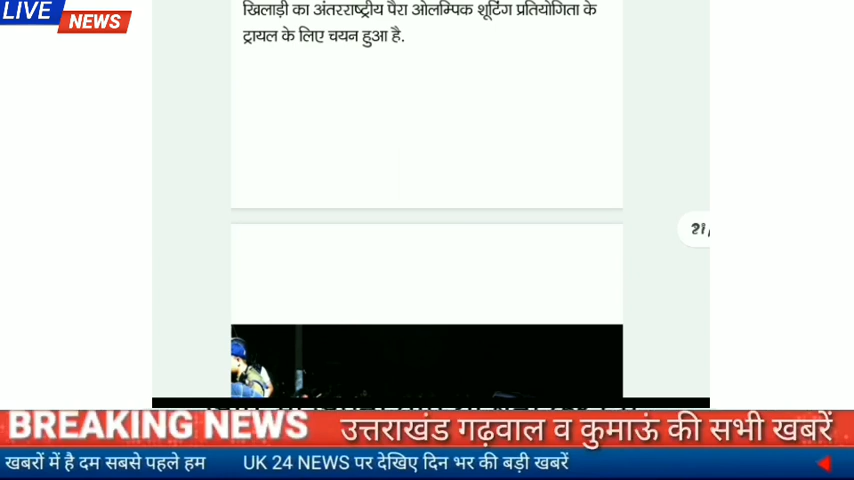 LIVE
NEWS
खिलाड़ी का अंतरराष्ट्रीय पैरा ओलम्पिक शूटिंग प्रतियोगिता के
ट्रायल के लिए चयन हुआ है.
21/
BREAKING NEWS उत्तराखंड गढ़वाल व कुमाऊं की सभी खबरें
खबरों में है दम सबसे पहले हम UK 24 NEWS पर देखिए दिन भर की बड़ी खबरें